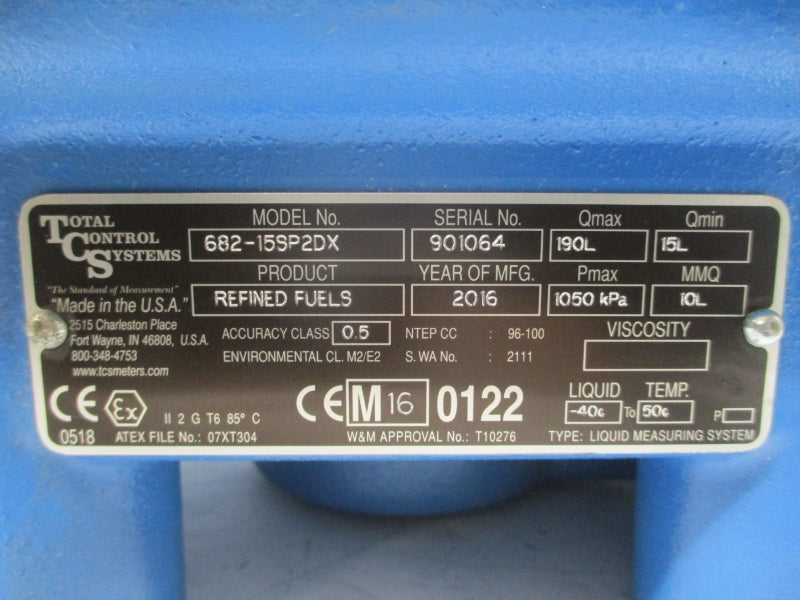 TOTAL CONTROL SYSTEMS
"The Standard of Measurement"
"Made in the U.S.A."
2515 Charleston Place
Fort Wayne, IN 46808, U.S.A.
800-348-4753
www.tcsmeters.com
MODEL No. SERIAL No. Qmax Qmin
682-15SP2DX 901064 190L 15L
PRODUCT YEAR OF MFG. Pmax MMQ
REFINED FUELS 2016 1050 kPa 10L
ACCURACY CLASS 0.5 NTEP CC : 96-100 VISCOSITY
ENVIRONMENTAL CL. M2/E2 S. WA No. : 2111
LIQUID TEMP.
-40c To 50c P
CE Ex II 2 G T6 85° C CE M 16 0122
0518 ATEX FILE No.: 07XT304 W&M APPROVAL No.: T10276 TYPE: LIQUID MEASURING SYSTEM